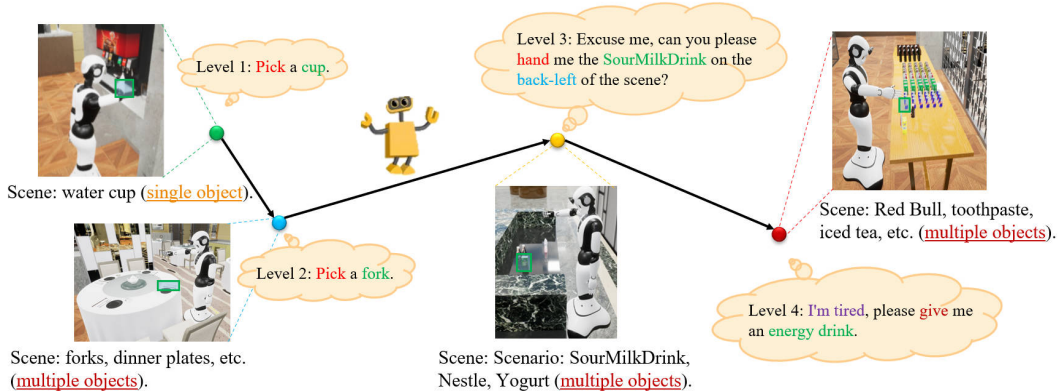 Level 1: Pick a cup.
Scene: water cup (single object).
Level 2: Pick a fork.
Scene: forks, dinner plates, etc.
(multiple objects).
Level 3: Excuse me, can you please
hand me the SourMilkDrink on the
back-left of the scene?
Scene: Scenario: SourMilkDrink,
Nestle, Yogurt (multiple objects).
Scene: Red Bull, toothpaste,
iced tea, etc. (multiple objects).
Level 4: I'm tired, please give me
an energy drink.